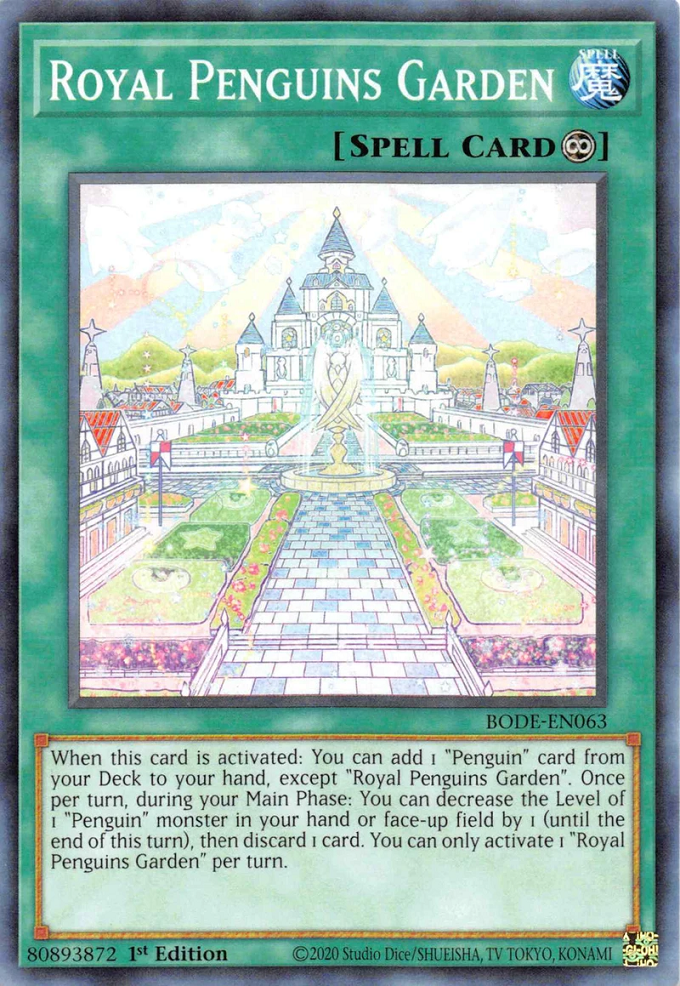 ROYAL PENGUINS GARDEN
SPELL
魔
[SPELL CARD]
BODE-EN063
When this card is activated: You can add 1 "Penguin" card from
your Deck to your hand, except "Royal Penguins Garden". Once
per turn, during your Main Phase: You can decrease the Level of
1 "Penguin" monster in your hand or face-up field by 1 (until the
end of this turn), then discard 1 card. You can only activate 1 "Royal
Penguins Garden" per turn.
80893872 1st Edition ©2020 Studio Dice/SHUEISHA, TV TOKYO, KONAMI